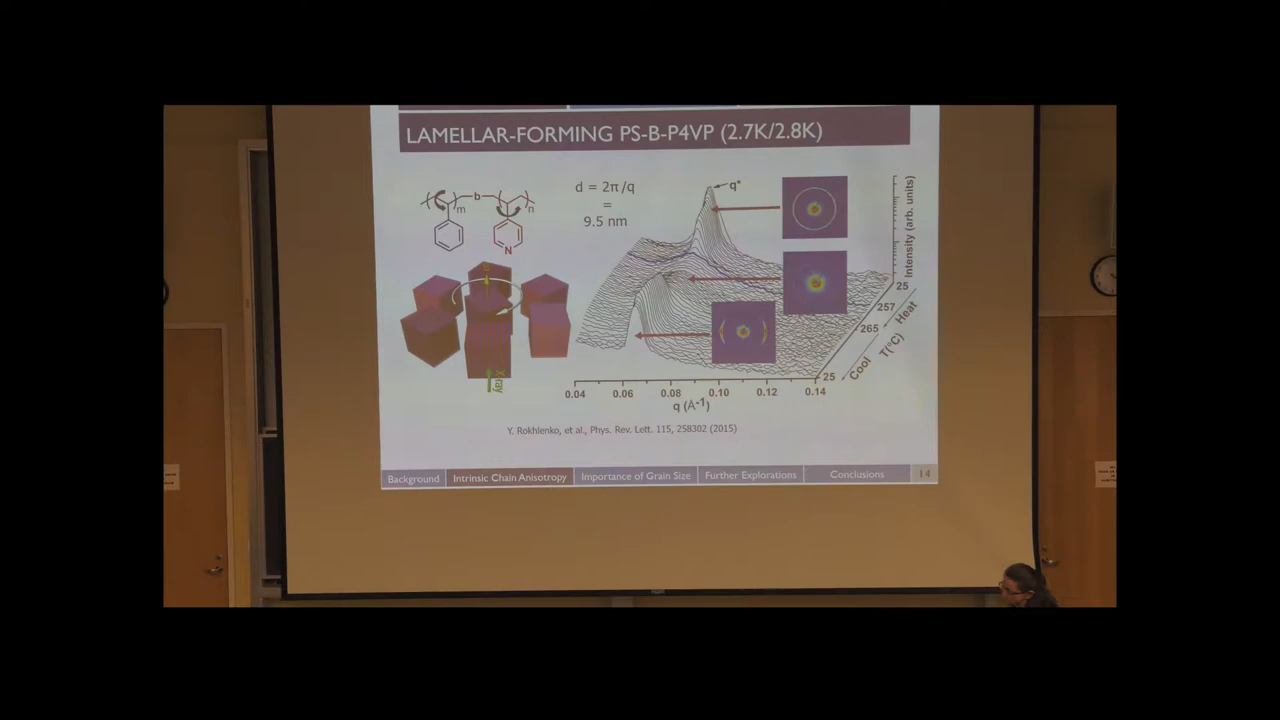 LAMELLAR-FORMING PS-B-P4VP (2.7K/2.8K)
b
m
n
N
d = 2π/q
=
9.5 nm
q*
Intensity (arb. units)
25
257
265
25
Heat
T(°C)
Cool
B
X-ray
0.04 0.06 0.08 0.10 0.12 0.14
q (Å-1)
Y. Rokhlenko, et al., Phys. Rev. Lett. 115, 258302 (2015)
Background Intrinsic Chain Anisotropy Importance of Grain Size Further Explorations Conclusions 14